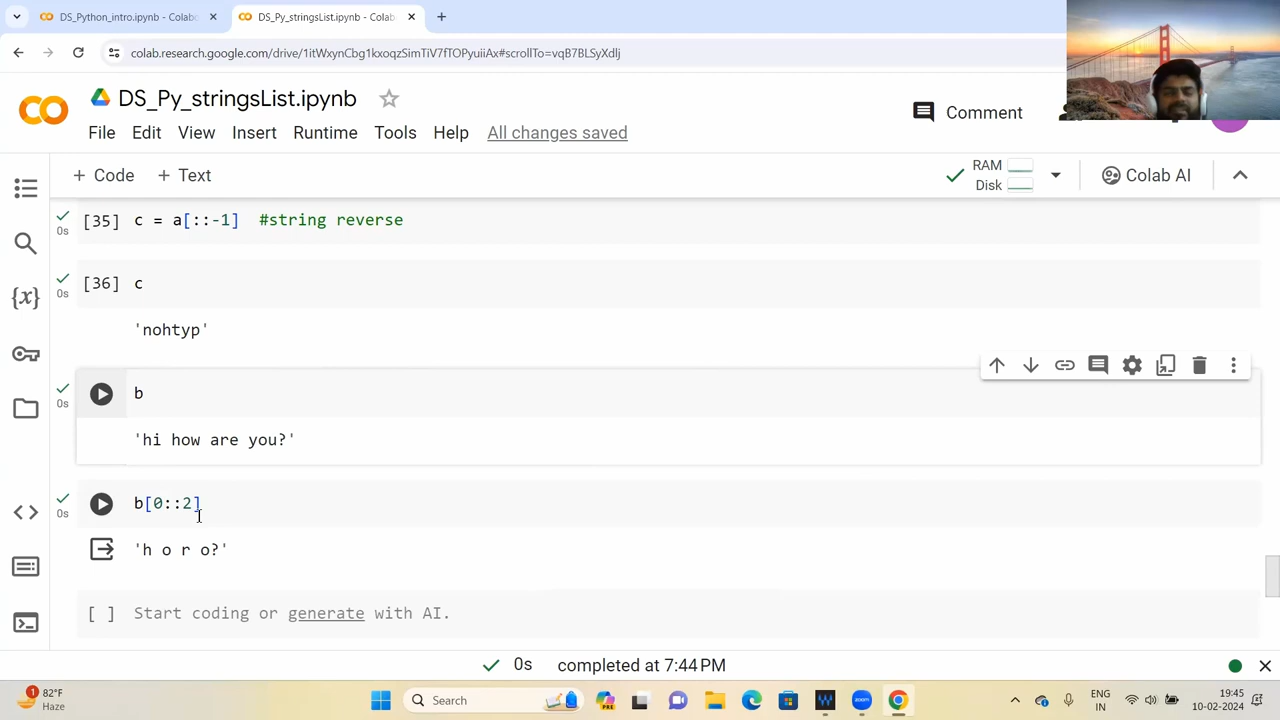 DS_Python_intro.ipynb - Colab
DS_Py_stringsList.ipynb - Colab
colab.research.google.com/drive/1itWxynCbg1kxoqzSimTiV7fTOPyuiiAx#scrollTo=vqB7BLSyXdlj
DS_Py_stringsList.ipynb
Comment
File Edit View Insert Runtime Tools Help All changes saved
+ Code + Text
RAM
Disk
Colab AI
[35] c = a[::-1] #string reverse
0s
[36] c
0s
'nohtyp'
b
0s
'hi how are you?'
b[0::2]
0s
'h o r o?'
[ ] Start coding or generate with AI.
0s completed at 7:44 PM
1
82°F
Haze
Search
PRE
zoom
ENG
IN
19:45
10-02-2024